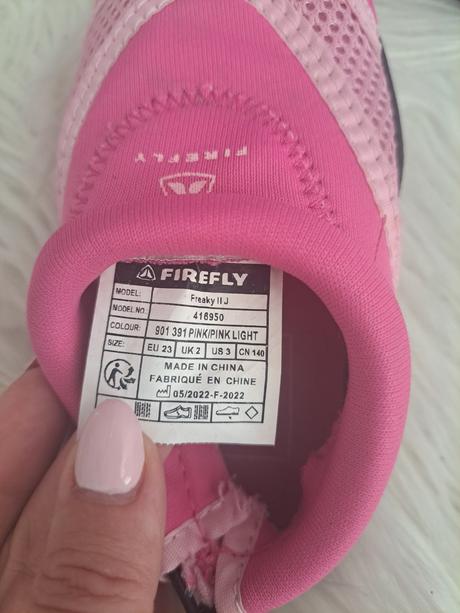 FIREFLY
FIREFLY
MODEL: Freaky II J
MODEL NO. 416950
COLOUR: 901 391 PINK/PINK LIGHT
SIZE: EU 23 UK 2 US 3 CN 140
MADE IN CHINA
FABRIQUÉ EN CHINE
05/2022-F-2022